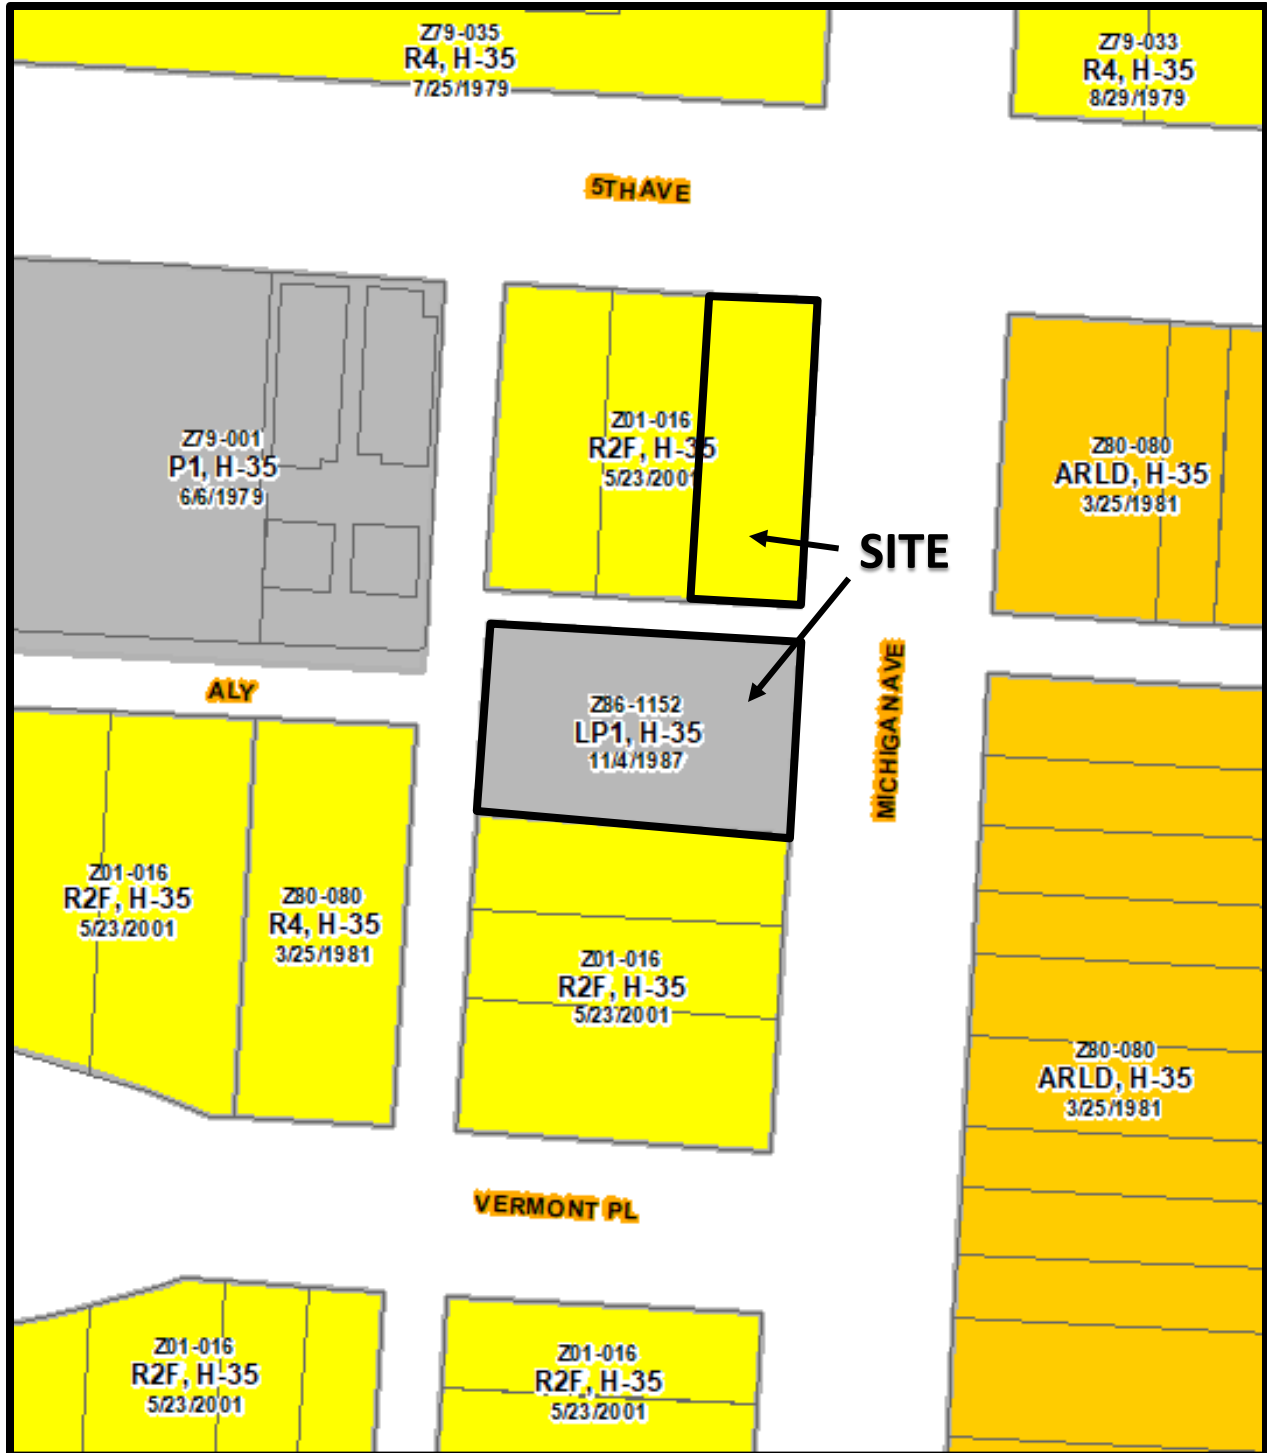 Z79-035
R4, H-35
7/25/1979
Z79-033
R4, H-35
8/29/1979
5TH AVE
Z79-001
P1, H-35
6/6/1979
Z01-016
R2F, H-35
5/23/2001
Z80-080
ARLD, H-35
3/25/1981
SITE
ALY
Z86-1152
LP1, H-35
11/4/1987
MICHIGAN AVE
Z01-016
R2F, H-35
5/23/2001
Z80-080
R4, H-35
3/25/1981
Z01-016
R2F, H-35
5/23/2001
Z80-080
ARLD, H-35
3/25/1981
VERMONT PL
Z01-016
R2F, H-35
5/23/2001
Z01-016
R2F, H-35
5/23/2001